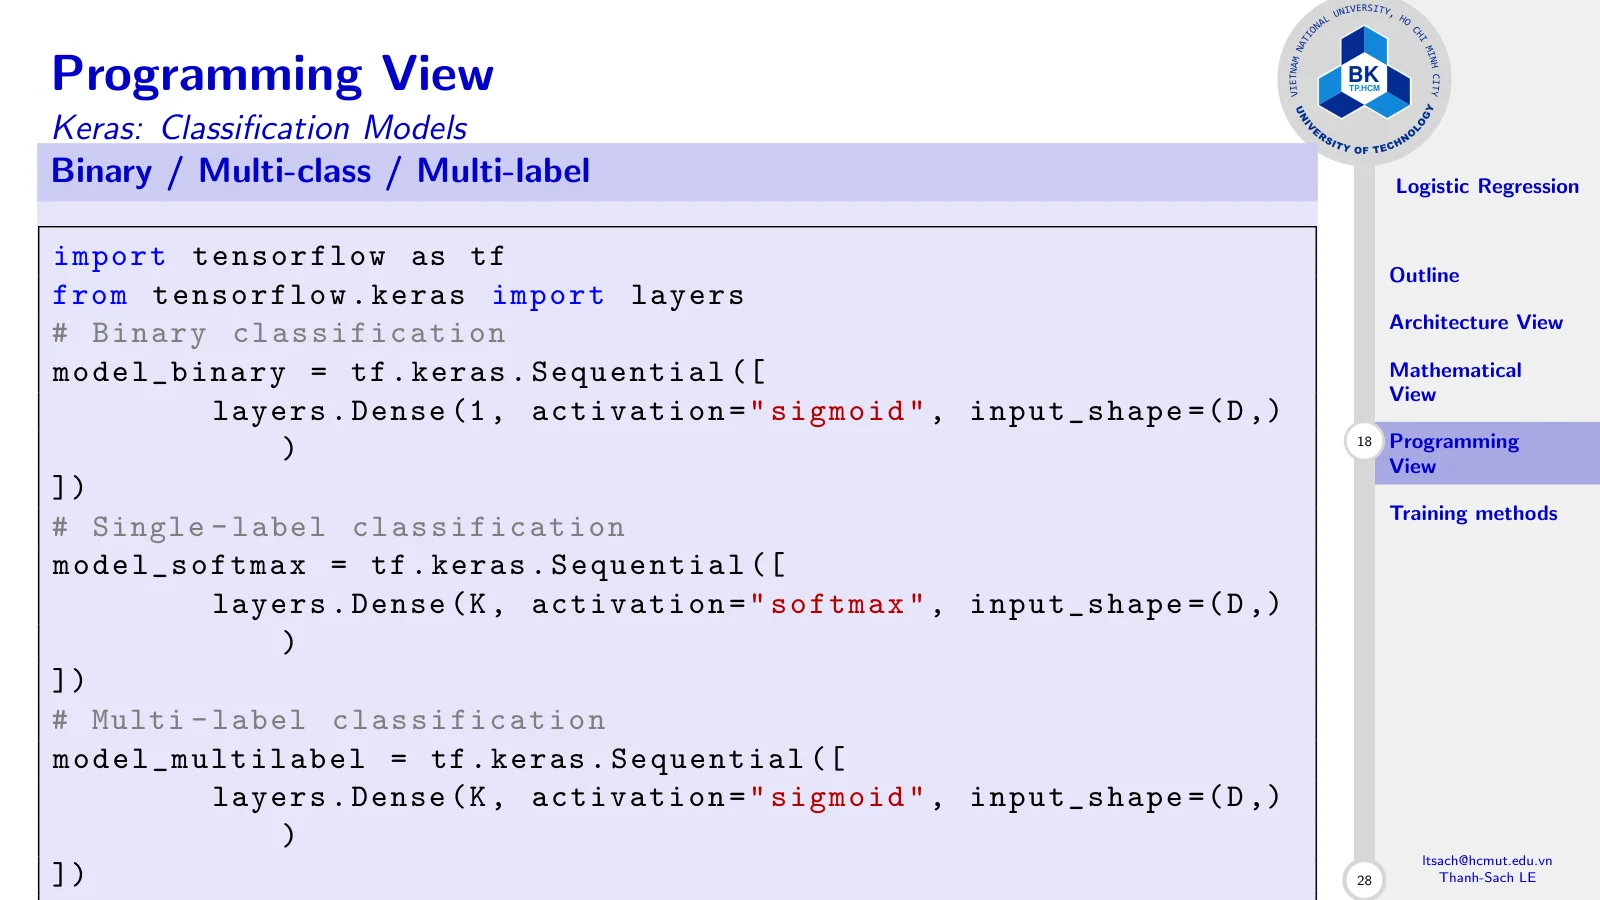 Programming View
Keras: Classification Models
Binary / Multi-class / Multi-label
import tensorflow as tf
from tensorflow.keras import layers
# Binary classification
model_binary = tf.keras.Sequential([
        layers.Dense(1, activation="sigmoid", input_shape=(D,)
            )
])
# Single-label classification
model_softmax = tf.keras.Sequential([
        layers.Dense(K, activation="softmax", input_shape=(D,)
            )
])
# Multi-label classification
model_multilabel = tf.keras.Sequential([
        layers.Dense(K, activation="sigmoid", input_shape=(D,)
            )
])
VIETNAM NATIONAL UNIVERSITY, HO CHI MINH CITY
BK
TP.HCM
UNIVERSITY OF TECHNOLOGY
Logistic Regression
Outline
Architecture View
Mathematical
View
18
Programming
View
Training methods
ltsach@hcmut.edu.vn
Thanh-Sach LE
28